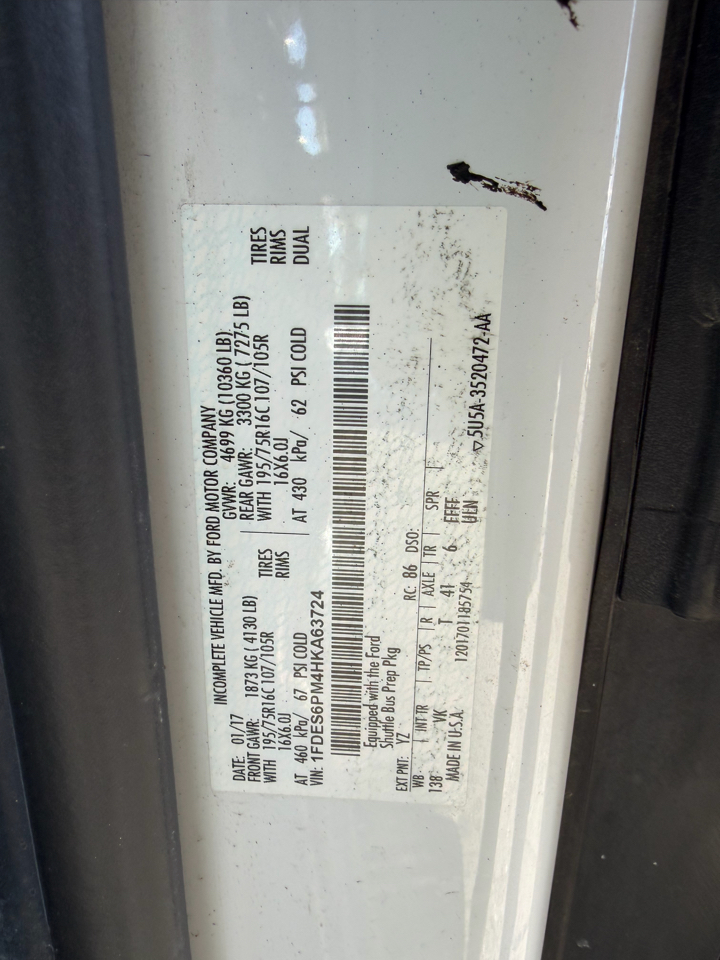 INCOMPLETE VEHICLE MFD. BY FORD MOTOR COMPANY
DATE: 01/17 GVWR: 4699 KG (10360 LB)
FRONT GAWR: 1873 KG ( 4130 LB) REAR GAWR: 3300 KG ( 7275 LB)
WITH 195/75R16C 107/105R TIRES WITH 195/75R16C 107/105R TIRES
16X6.0J RIMS 16X6.0J RIMS
AT 460 kPa/ 67 PSI COLD AT 430 kPa/ 62 PSI COLD DUAL
VIN: 1FDES6PM4HKA63724
Equipped with the Ford
Shuttle Bus Prep Pkg
EXT PNT: YZ RC: 86 DSO:
WB INT TR TP/PS R AXLE TR SPR
138 VK T 41 6 EFFF
UEN
MADE IN U.S.A. 1201701185754
▽5U5A-3520472-AA